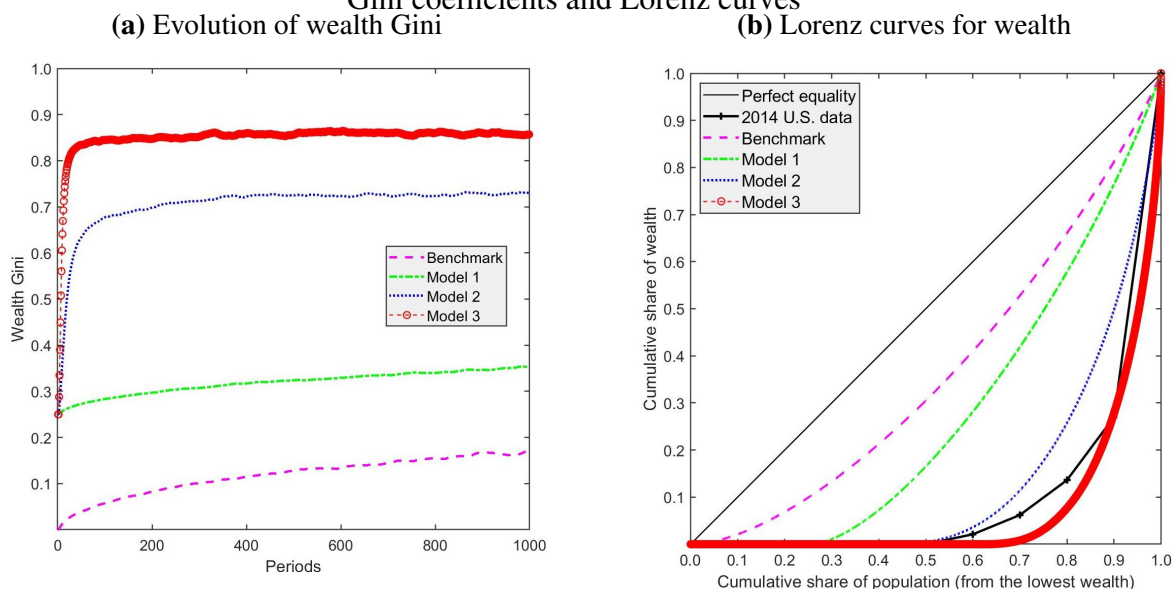 Gini coefficients and Lorenz curves
(a) Evolution of wealth Gini
1.0
0.9
0.8
0.7
0.6
0.5
0.4
0.3
0.2
0.1
0
200
400
600
800
1000
Wealth Gini
Periods
Benchmark
Model 1
Model 2
Model 3
(b) Lorenz curves for wealth
1.0
0.9
0.8
0.7
0.6
0.5
0.4
0.3
0.2
0.1
0.0
0.1
0.2
0.3
0.4
0.5
0.6
0.7
0.8
0.9
1.0
Cumulative share of wealth
Cumulative share of population (from the lowest wealth)
Perfect equality
2014 U.S. data
Benchmark
Model 1
Model 2
Model 3